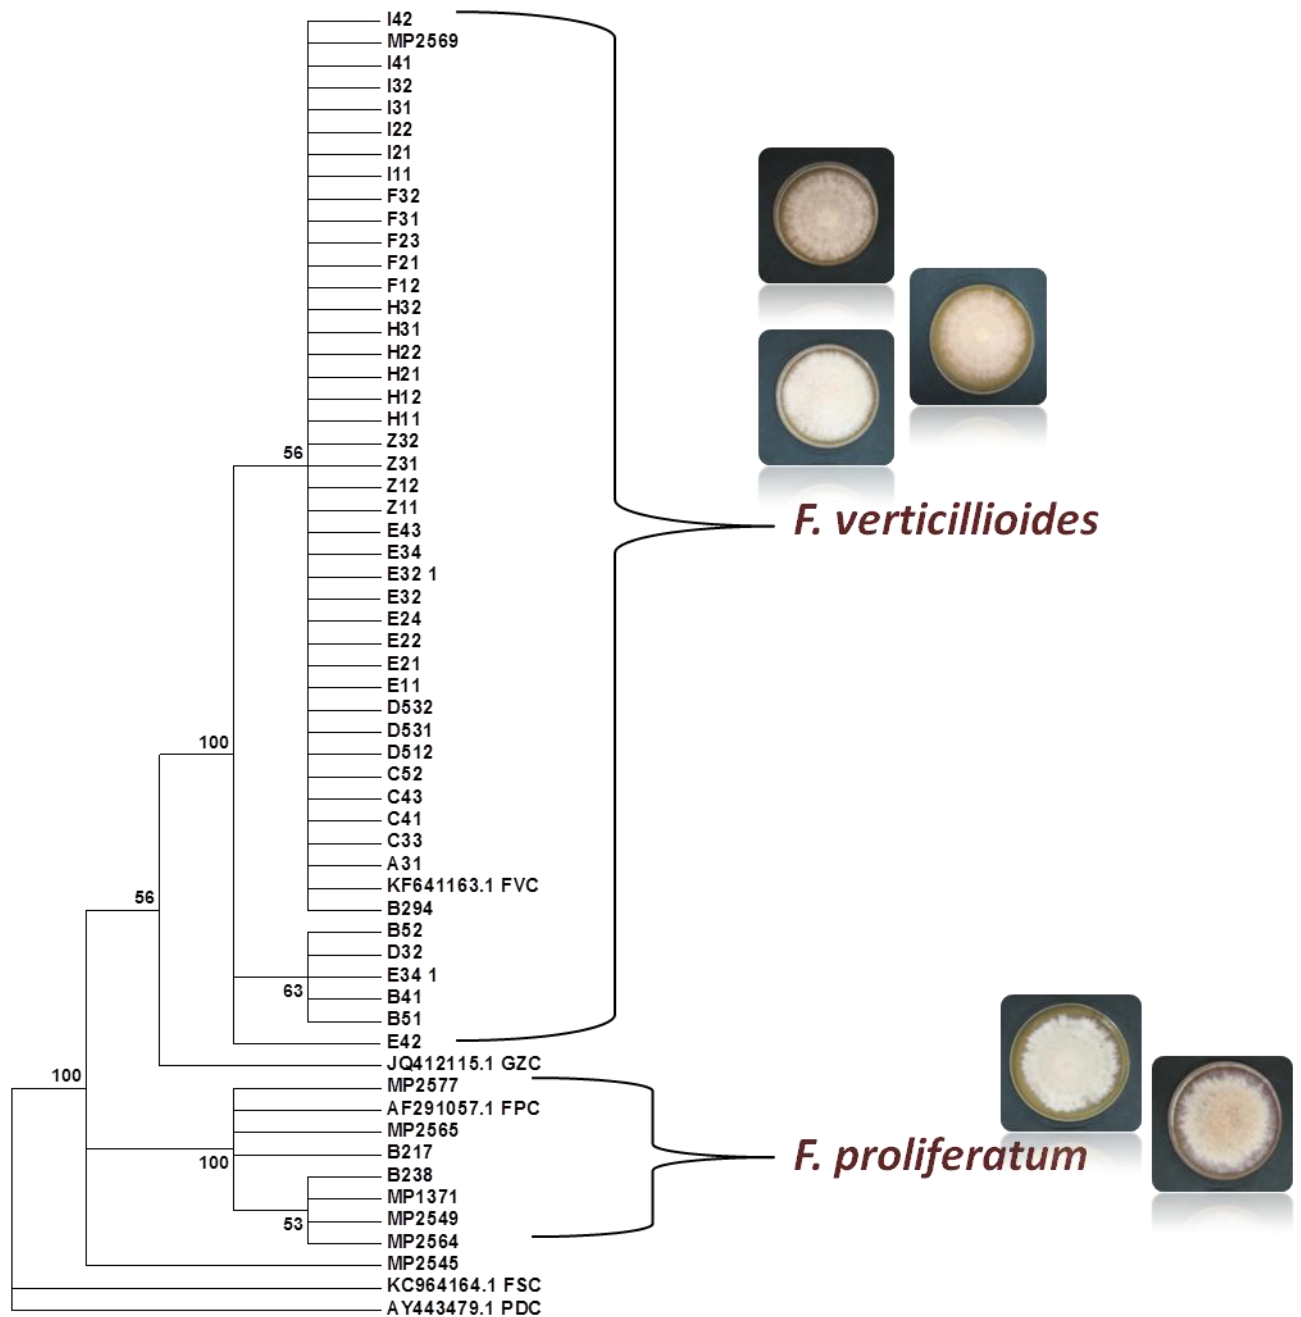 I42
MP2569
I41
I32
I31
I22
I21
I11
F32
F31
F23
F21
F12
H32
H31
H22
H21
H12
H11
Z32
56
Z31
Z12
Z11
F. verticillioides
E43
E34
E32 1
E32
E24
E22
E21
E11
D532
D531
100
D512
C52
C43
C41
C33
A31
KF641163.1 FVC
56
B294
B52
D32
E34 1
63
B41
B51
E42
JQ412115.1 GZC
100
MP2577
AF291057.1 FPC
MP2565
B217
F. proliferatum
100
B238
MP1371
MP2549
53
MP2564
MP2545
KC964164.1 FSC
AY443479.1 PDC